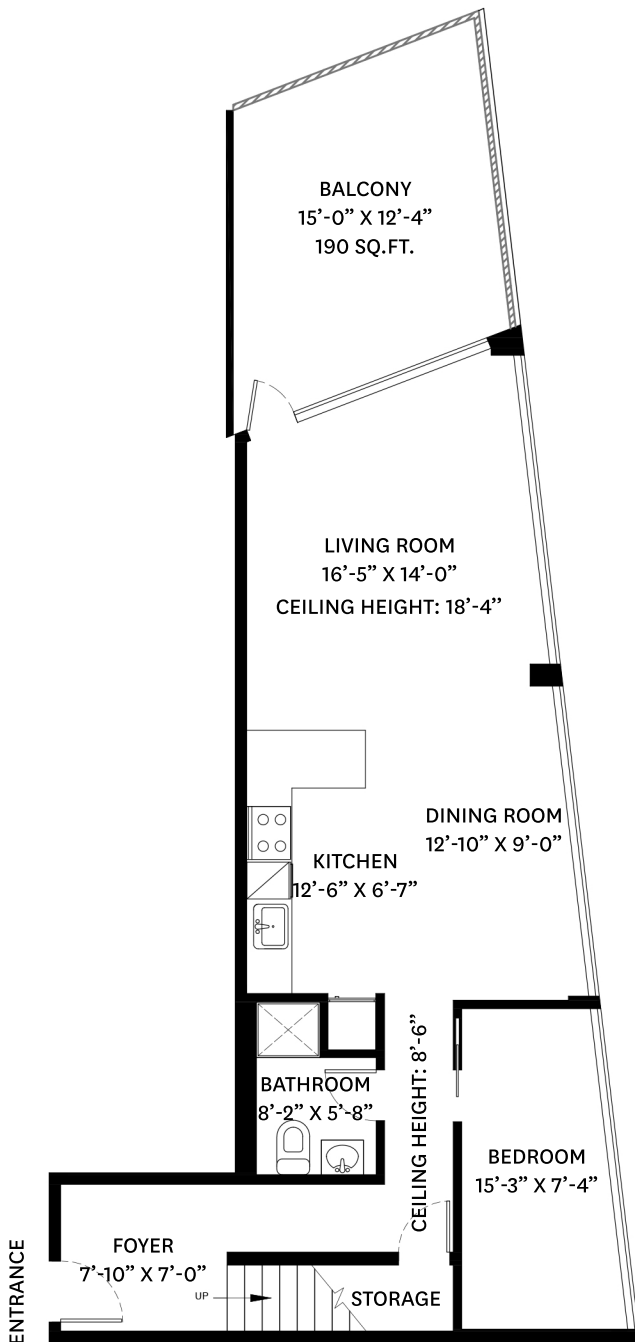 BALCONY
15’-0” X 12’-4”
190 SQ.FT.
LIVING ROOM
16’-5” X 14’-0”
CEILING HEIGHT: 18’-4”
DINING ROOM
12’-10” X 9’-0”
KITCHEN
12’-6” X 6’-7”
CEILING HEIGHT: 8’-6”
BATHROOM
8’-2” X 5’-8”
BEDROOM
15’-3” X 7’-4”
FOYER
7’-10” X 7’-0”
ENTRANCE
UP
STORAGE